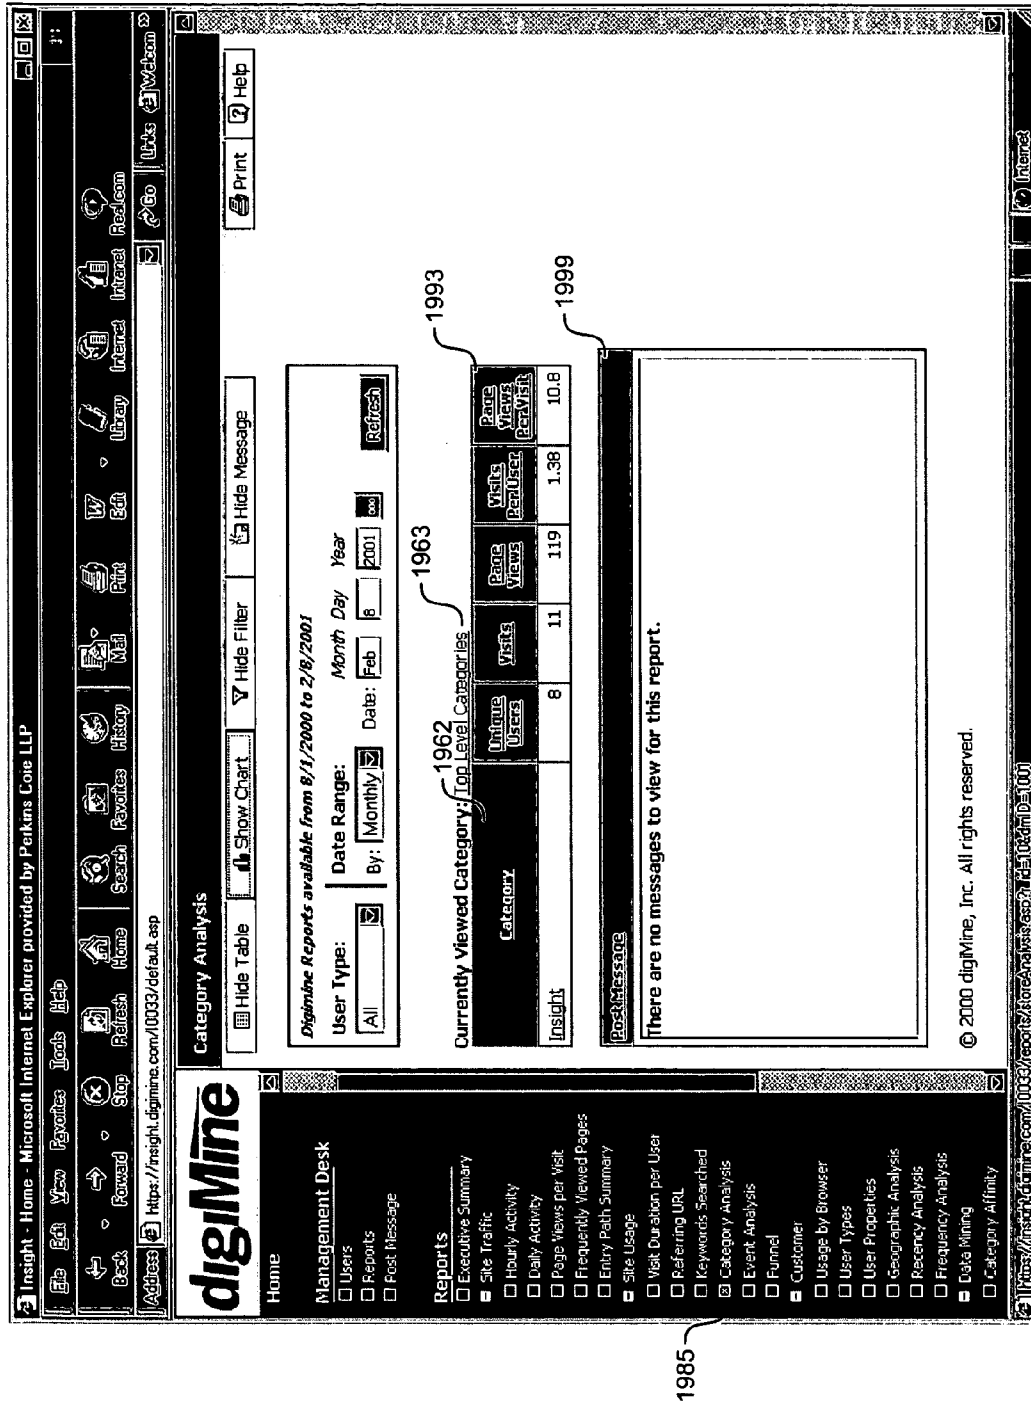 Insight - Home - Microsoft Internet Explorer provided by Perkins Coie LLP
File Edit View Favorites Tools Help
Back Forward Stop Refresh Home Search Favorites History Mail Print Edit Library Internet Intranet Real.com
Address https://insight.digimine.com/I0033/default.asp Go Links Welcom
digiMine
Home
Management Desk
Users
Reports
Post Message
Reports
Executive Summary
Site Traffic
Hourly Activity
Daily Activity
Page Views per Visit
Frequently Viewed Pages
Entry Path Summary
Site Usage
Visit Duration per User
Referring URL
Keywords Searched
Category Analysis
Event Analysis
Funnel
Customer
Usage by Browser
User Types
User Properties
Geographic Analysis
Recency Analysis
Frequency Analysis
Data Mining
Category Affinity
1985
Category Analysis
Hide Table Show Chart Hide Filter Hide Message Print Help
Digimine Reports available from 8/1/2000 to 2/8/2001
User Type: Date Range: Month Day Year
All By: Monthly Date: Feb 8 2001 ... Refresh
1962
1963
1993
Currently Viewed Category: Top Level Categories
Category Unique Users Visits Page Views Visits Per User Page Views Per Visit
Insight 8 11 119 1.38 10.8
1999
Post Message
There are no messages to view for this report.
© 2000 digiMine, Inc. All rights reserved.
Internet